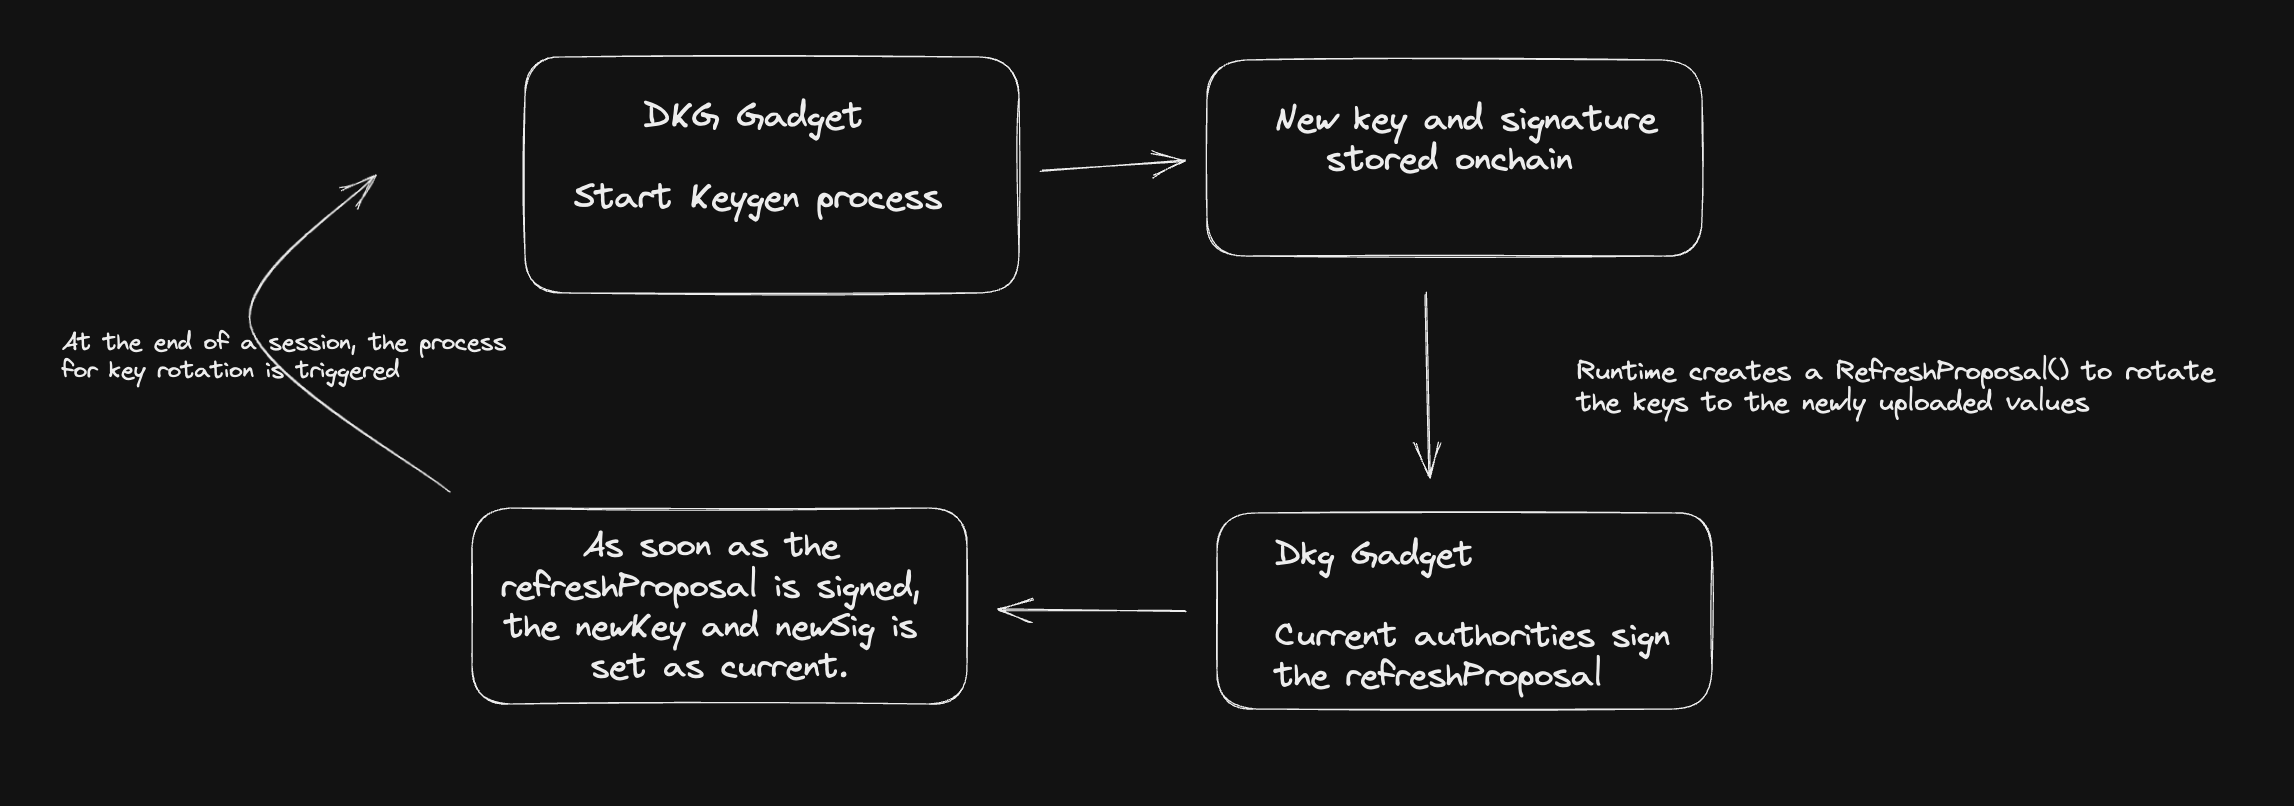 DKG Gadget
Start Keygen process
New key and signature
stored onchain
At the end of a session, the process
for key rotation is triggered
Runtime creates a RefreshProposal() to rotate
the keys to the newly uploaded values
As soon as the
refreshProposal is signed,
the newKey and newSig is
set as current.
Dkg Gadget
Current authorities sign
the refreshProposal